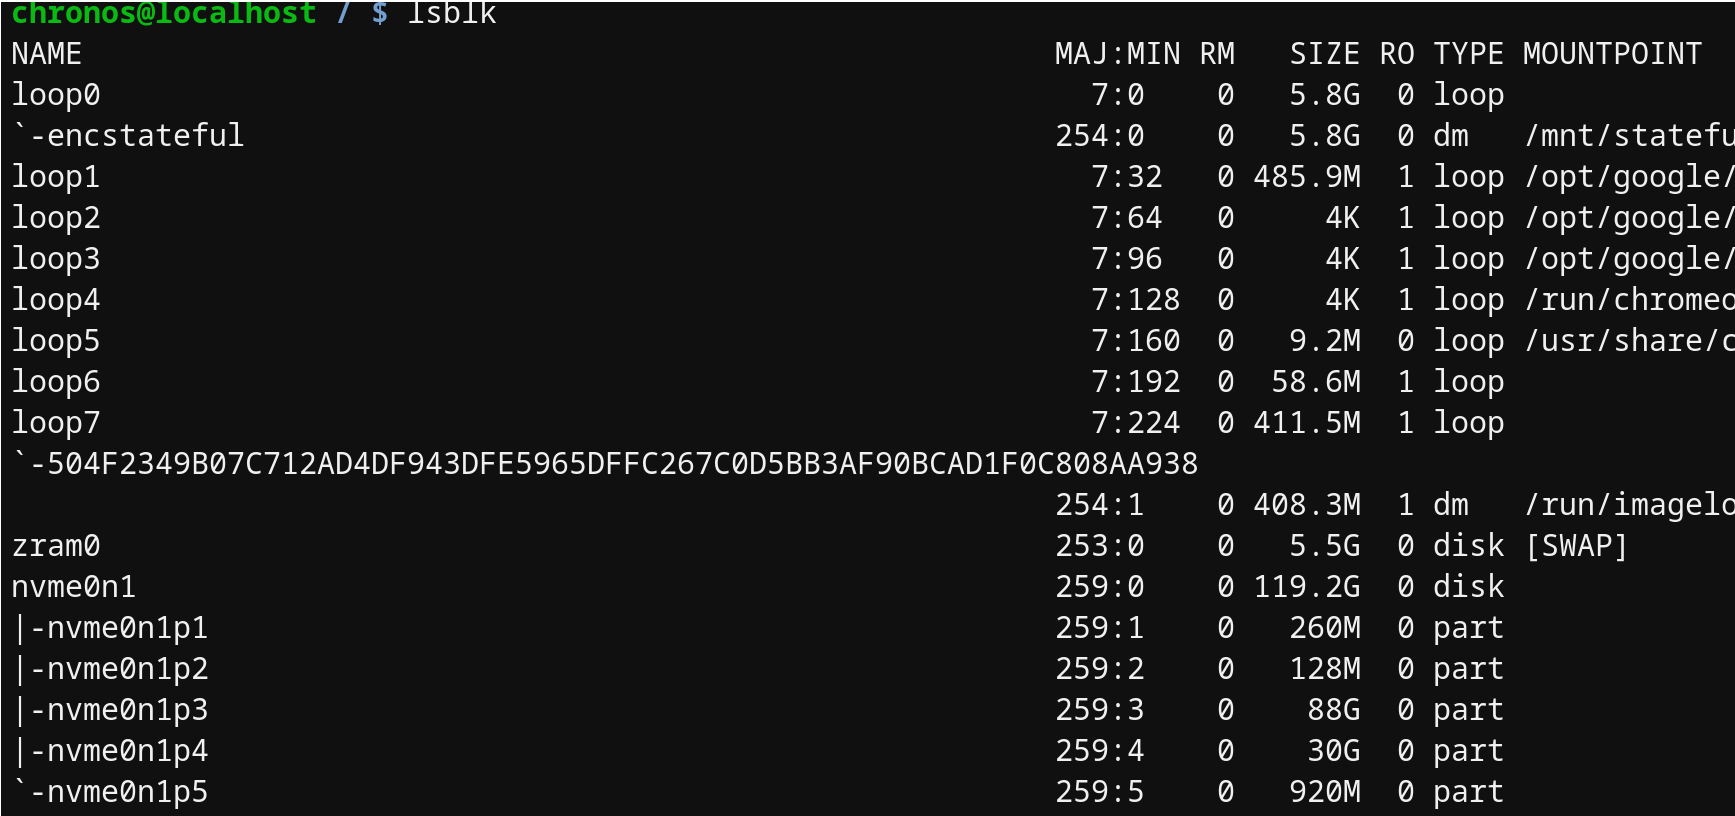 chronos@localhost / $ lsblk
NAME MAJ:MIN RM SIZE RO TYPE MOUNTPOINT
loop0 7:0 0 5.8G 0 loop
`-encstateful 254:0 0 5.8G 0 dm /mnt/statefu
loop1 7:32 0 485.9M 1 loop /opt/google/
loop2 7:64 0 4K 1 loop /opt/google/
loop3 7:96 0 4K 1 loop /opt/google/
loop4 7:128 0 4K 1 loop /run/chromeo
loop5 7:160 0 9.2M 0 loop /usr/share/c
loop6 7:192 0 58.6M 1 loop
loop7 7:224 0 411.5M 1 loop
`-504F2349B07C712AD4DF943DFE5965DFFC267C0D5BB3AF90BCAD1F0C808AA938
254:1 0 408.3M 1 dm /run/imagelo
zram0 253:0 0 5.5G 0 disk [SWAP]
nvme0n1 259:0 0 119.2G 0 disk
|-nvme0n1p1 259:1 0 260M 0 part
|-nvme0n1p2 259:2 0 128M 0 part
|-nvme0n1p3 259:3 0 88G 0 part
|-nvme0n1p4 259:4 0 30G 0 part
`-nvme0n1p5 259:5 0 920M 0 part